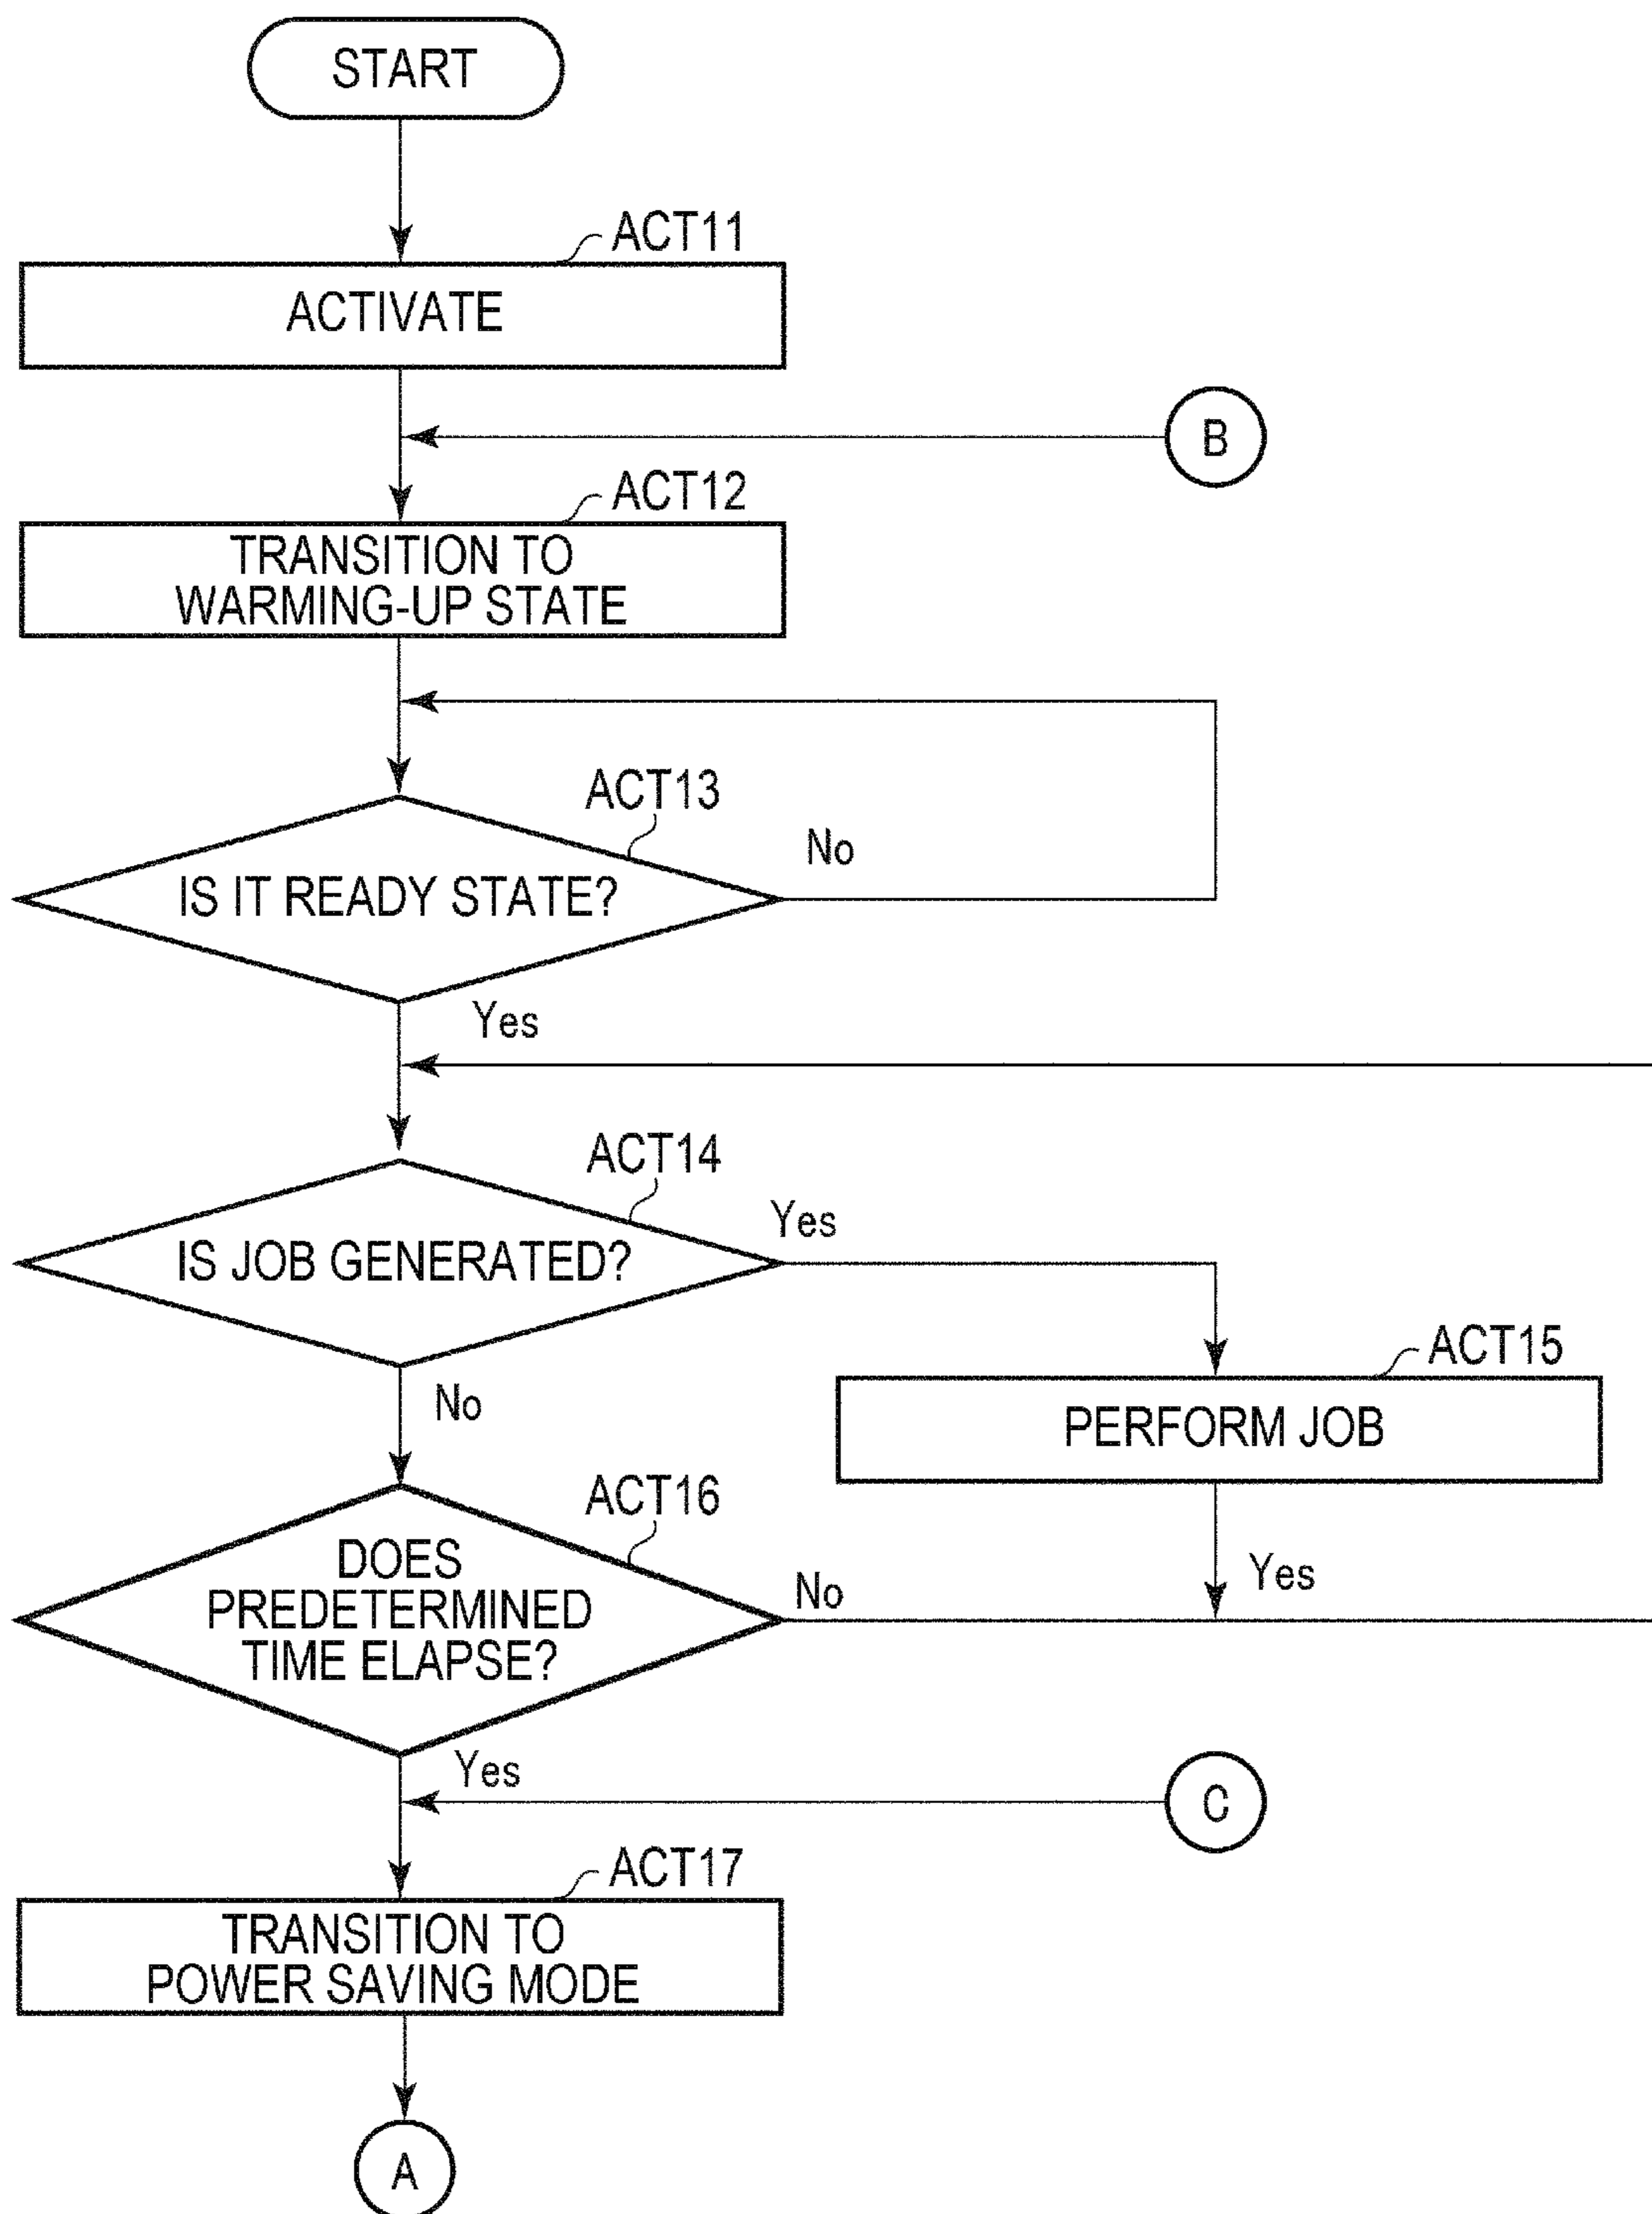 START
ACT11
ACTIVATE
B
ACT12
TRANSITION TO
WARMING-UP STATE
ACT13
No
IS IT READY STATE?
Yes
ACT14
Yes
IS JOB GENERATED?
ACT15
No
PERFORM JOB
ACT16
DOES
PREDETERMINED
TIME ELAPSE?
No
Yes
Yes
C
ACT17
TRANSITION TO
POWER SAVING MODE
A